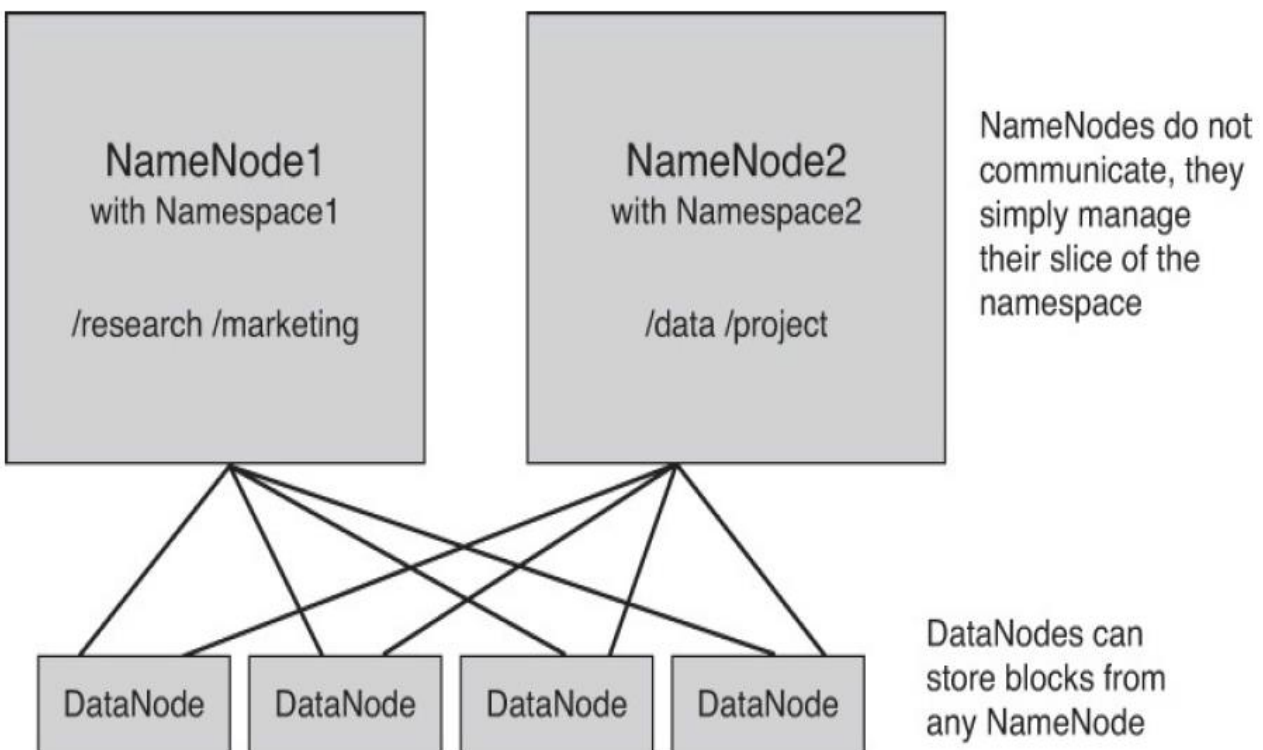 NameNode1
with Namespace1
/research /marketing
NameNode2
with Namespace2
/data /project
NameNodes do not
communicate, they
simply manage
their slice of the
namespace
DataNode
DataNode
DataNode
DataNode
DataNodes can
store blocks from
any NameNode